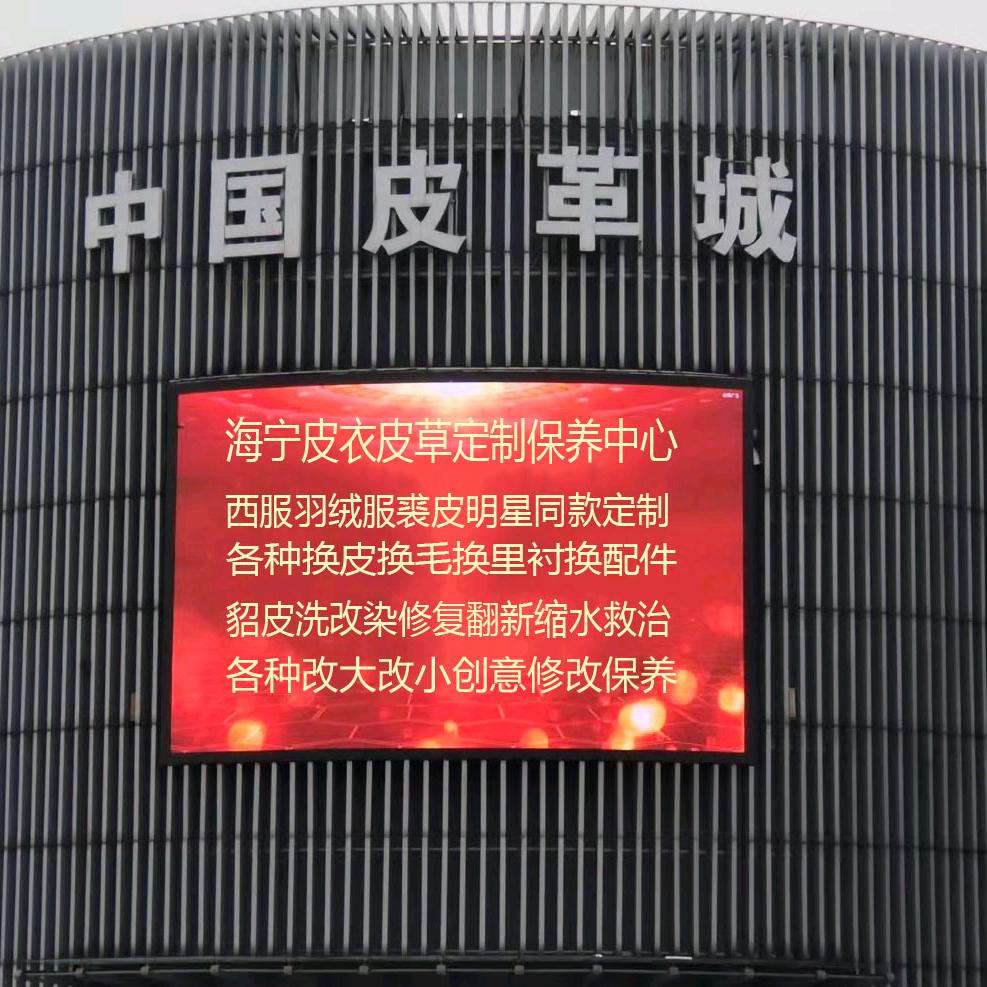 中国皮革城
海宁皮衣皮草定制保养中心
西服羽绒服裘皮明星同款定制
各种换皮换毛换里衬换配件
貂皮洗改染修复翻新缩水救治
各种改大改小创意修改保养